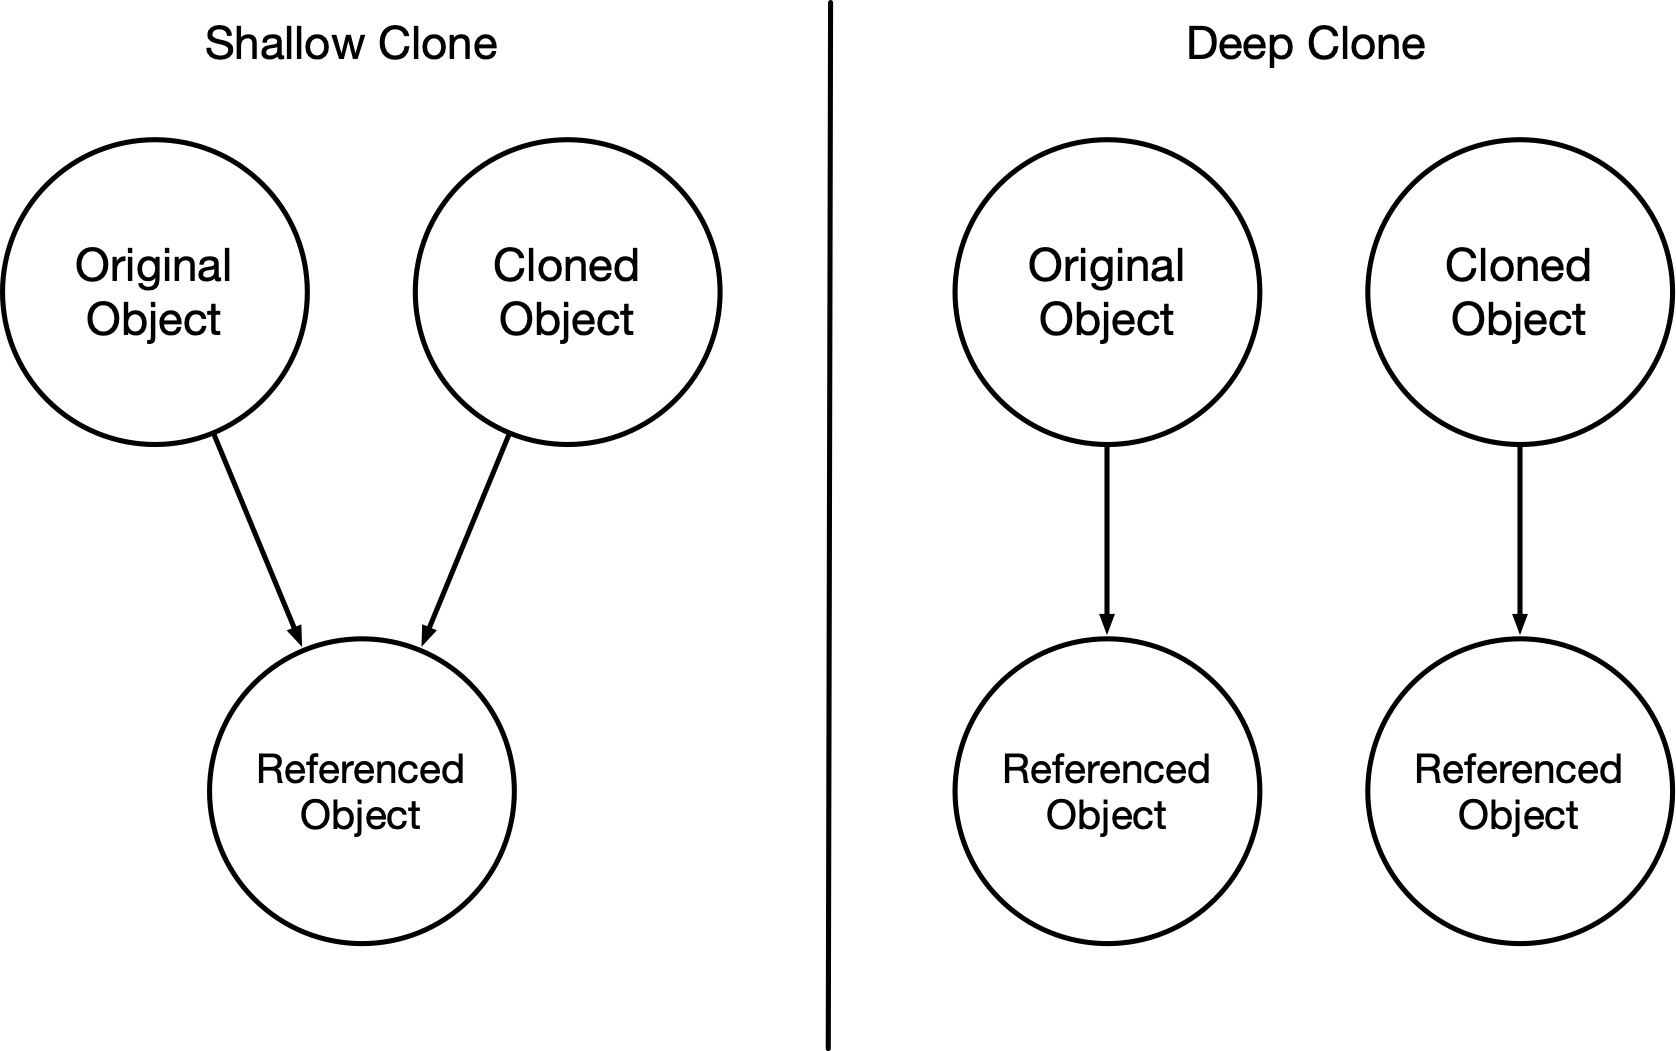 Shallow Clone
Original
Object
Cloned
Object
Referenced
Object
Deep Clone
Original
Object
Cloned
Object
Referenced
Object
Referenced
Object